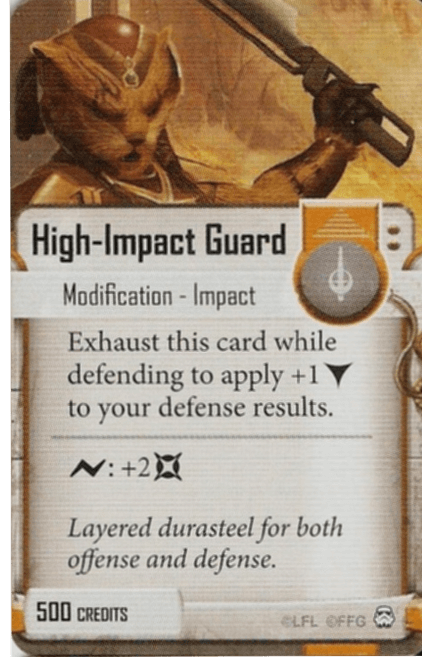 High-Impact Guard
Modification - Impact
Exhaust this card while
defending to apply +1
to your defense results.
: +2
Layered durasteel for both
offense and defense.
500 CREDITS
©LFL ©FFG